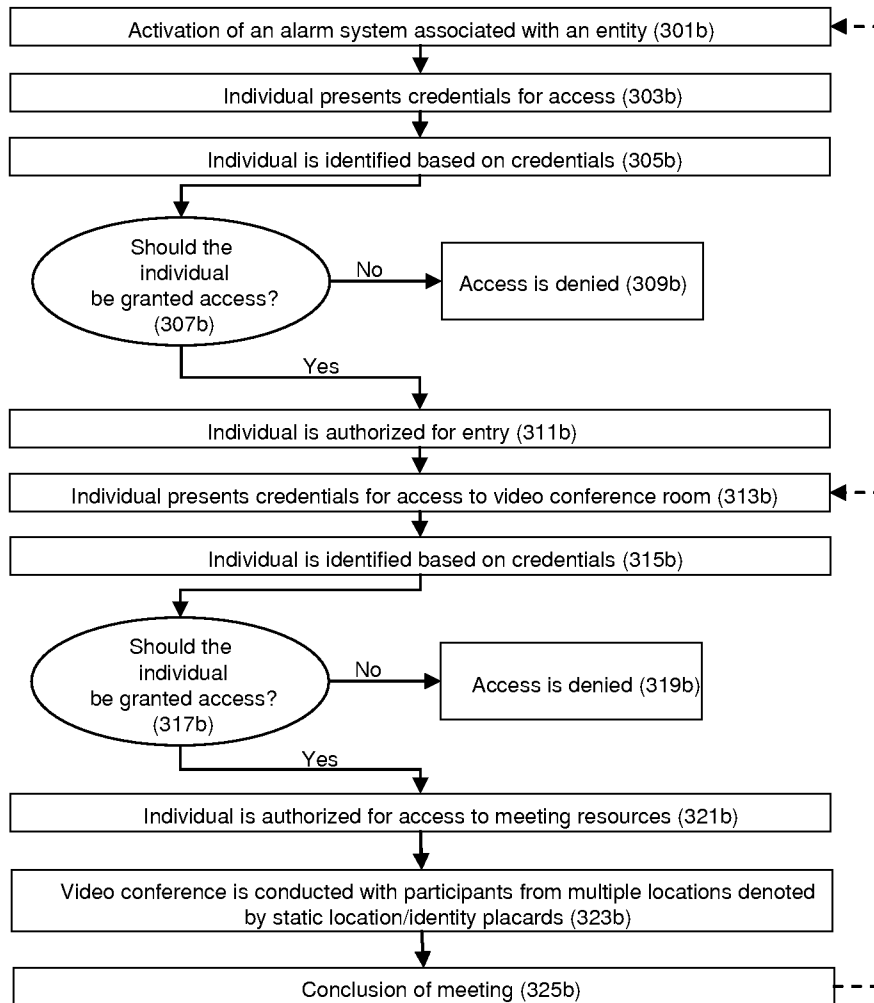 Activation of an alarm system associated with an entity (301b)
Individual presents credentials for access (303b)
Individual is identified based on credentials (305b)
Should the
individual
be granted access?
(307b)
No
Access is denied (309b)
Yes
Individual is authorized for entry (311b)
Individual presents credentials for access to video conference room (313b)
Individual is identified based on credentials (315b)
Should the
individual
be granted access?
(317b)
No
Access is denied (319b)
Yes
Individual is authorized for access to meeting resources (321b)
Video conference is conducted with participants from multiple locations denoted
by static location/identity placards (323b)
Conclusion of meeting (325b)